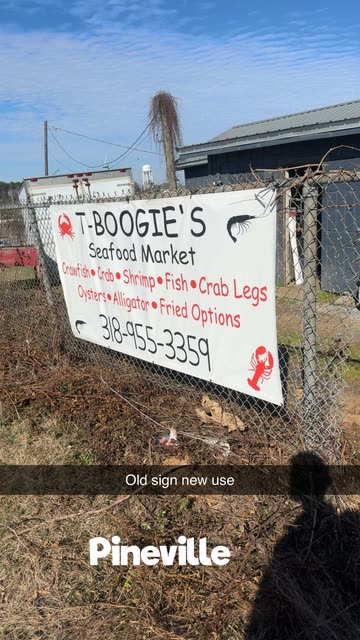 T-BOOGIE'S
Seafood Market
Crawfish • Crab • Shrimp • Fish • Crab Legs
Oysters • Alligator • Fried Options
318-955-3359
Old sign new use
Pineville